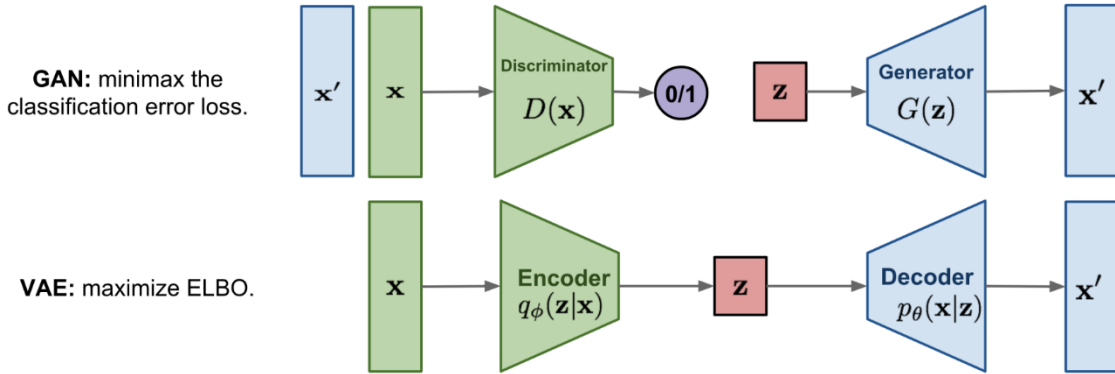 GAN: minimax the
classification error loss.
x′
x
Discriminator
D(x)
0/1
z
Generator
G(z)
x′
VAE: maximize ELBO.
x
Encoder
qϕ(z|x)
z
Decoder
pθ(x|z)
x′